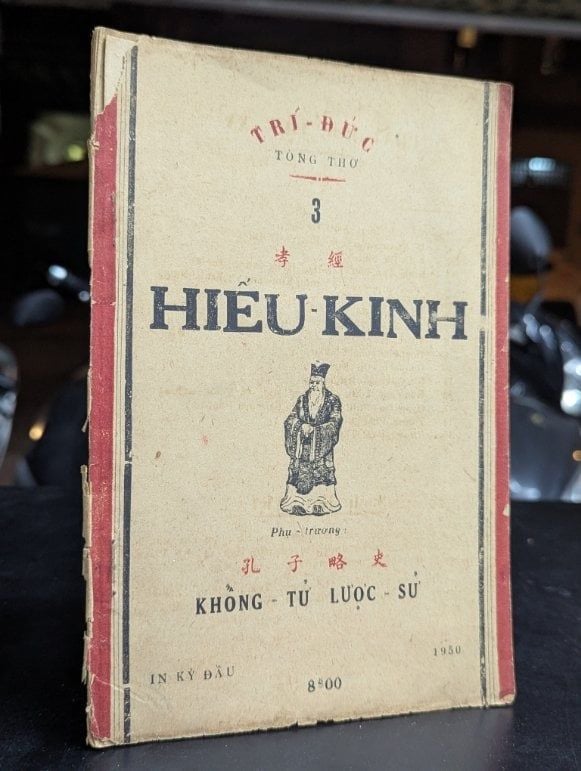 TRÍ-ĐỨC
TÒNG THƠ
3
孝 經
HIẾU-KINH
Phụ-trương:
孔 子 略 史
KHỔNG - TỬ LƯỢC - SỬ
IN KỲ ĐẦU
1950
8$00